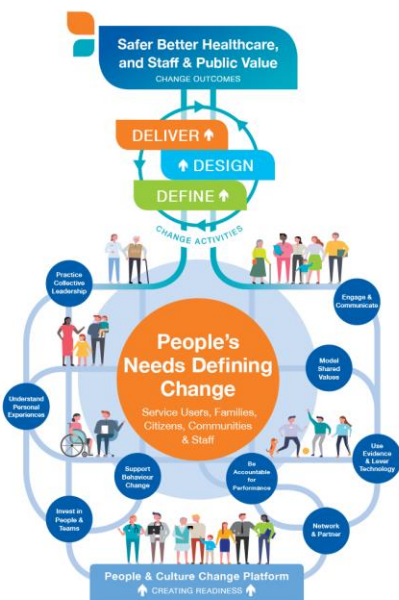 Safer Better Healthcare,
and Staff & Public Value
CHANGE OUTCOMES
DELIVER
DESIGN
DEFINE
CHANGE ACTIVITIES
Practice
Collective
Leadership
Engage &
Communicate
People's
Needs Defining
Change
Service Users, Families,
Citizens, Communities
& Staff
Model
Shared
Values
Understand
Personal
Experiences
Use
Evidence
& Lever
Technology
Support
Behaviour
Change
Be
Accountable
for
Performance
Invest in
People &
Teams
Network
& Partner
People & Culture Change Platform
CREATING READINESS